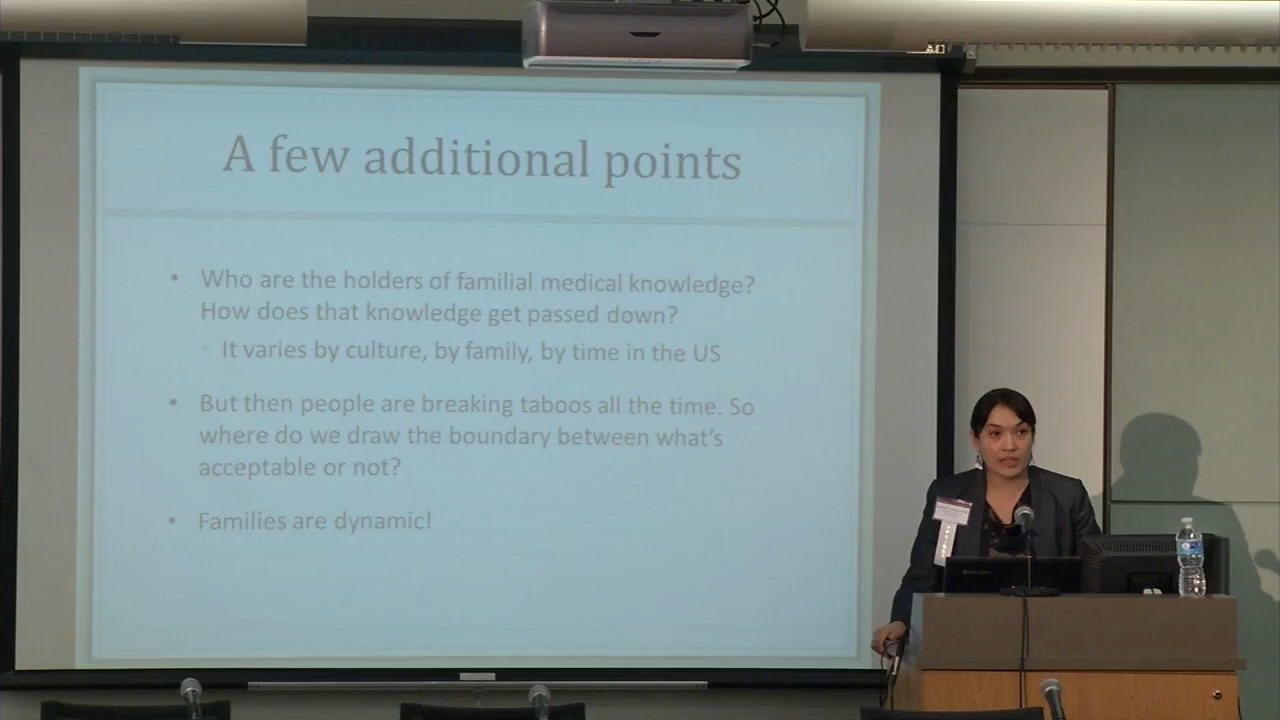 A few additional points
• Who are the holders of familial medical knowledge?
How does that knowledge get passed down?
It varies by culture, by family, by time in the US
• But then people are breaking taboos all the time. So
where do we draw the boundary between what's
acceptable or not?
• Families are dynamic!